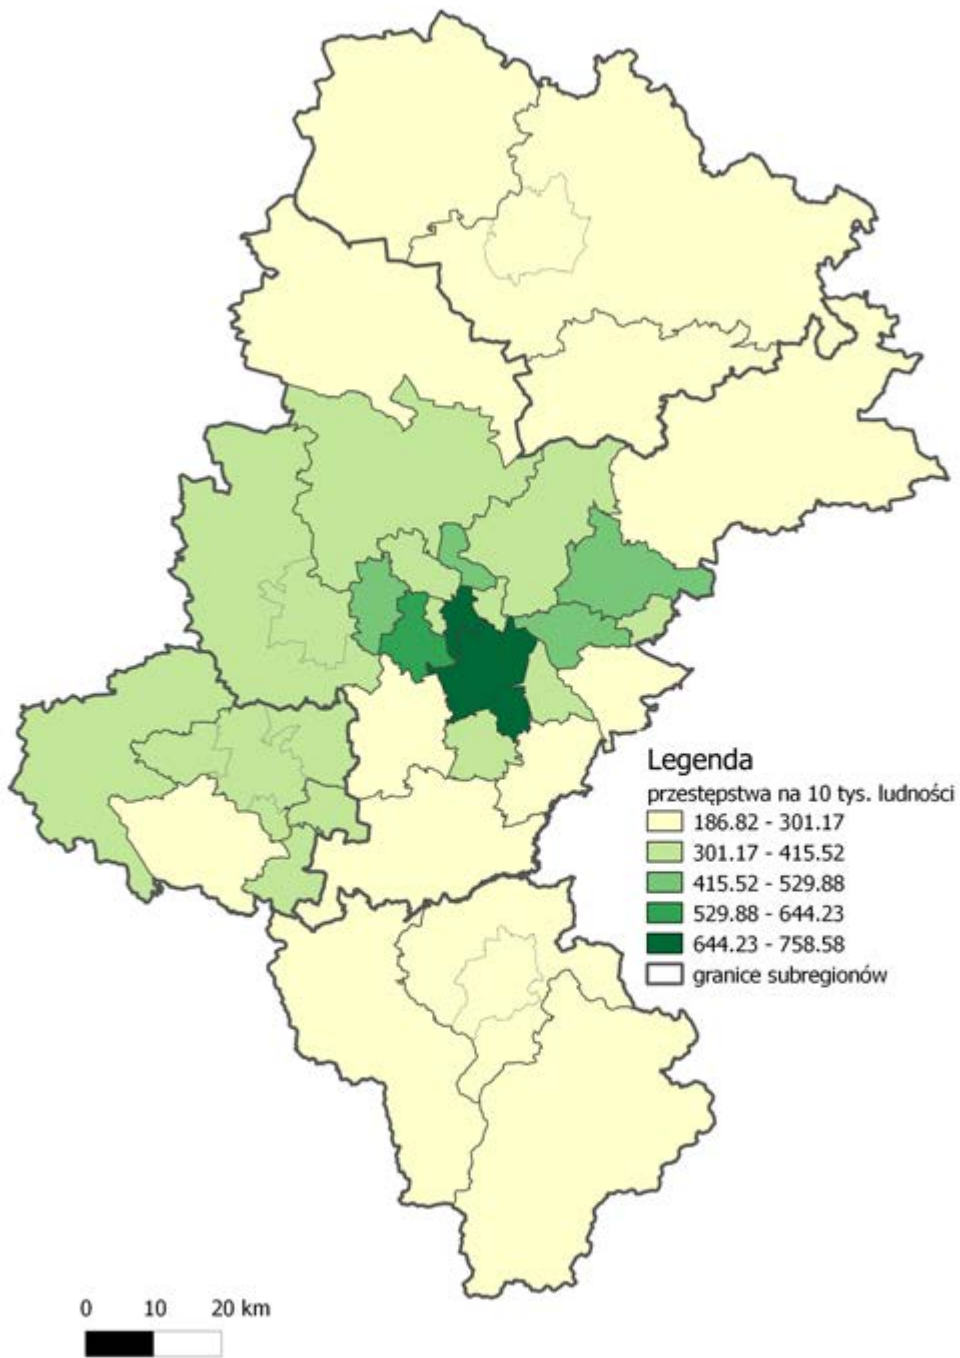 Legenda
przestępstwa na 10 tys. ludności
186.82 - 301.17
301.17 - 415.52
415.52 - 529.88
529.88 - 644.23
644.23 - 758.58
granice subregionów
0 10 20 km